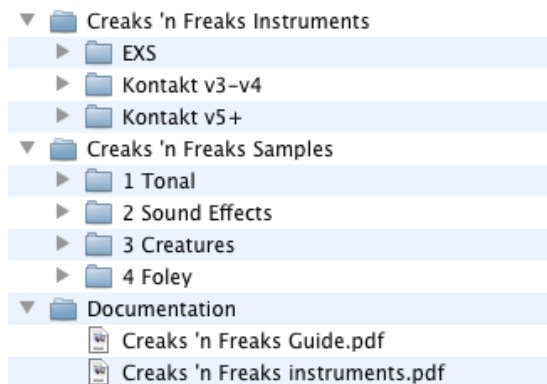 Creaks 'n Freaks Instruments
EXS
Kontakt v3-v4
Kontakt v5+
Creaks 'n Freaks Samples
1 Tonal
2 Sound Effects
3 Creatures
4 Foley
Documentation
Creaks 'n Freaks Guide.pdf
Creaks 'n Freaks instruments.pdf